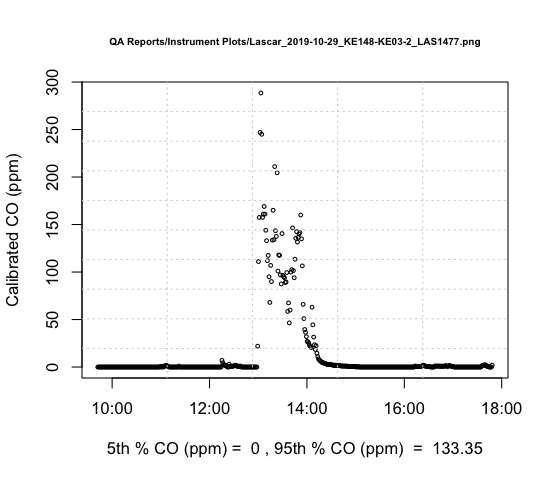 QA Reports/Instrument Plots/Lascar_2019-10-29_KE148-KE03-2_LAS1477.png
300
250
200
150
100
50
0
Calibrated CO (ppm)
10:00 12:00 14:00 16:00 18:00
5th % CO (ppm) = 0 , 95th % CO (ppm) = 133.35